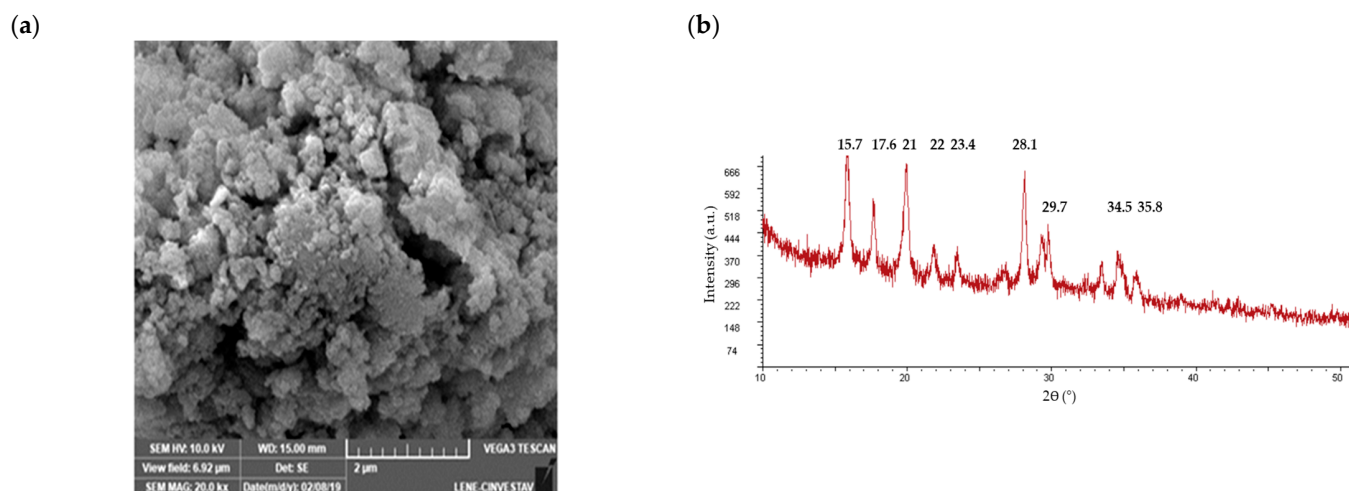 (a)
SEM HV: 10.0 kV WD: 15.00 mm VEGA3 TESCAN
View field: 6.92 µm Det: SE 2 µm
SEM MAG: 20.0 kx Date(m/d/y): 02/08/19 LENE-CINVESTAV
(b)
15.7 17.6 21 22 23.4 28.1
29.7 34.5 35.8
Intensity (a.u.)
666
592
518
444
370
296
222
148
74
10 20 30 40 50
2θ (°)